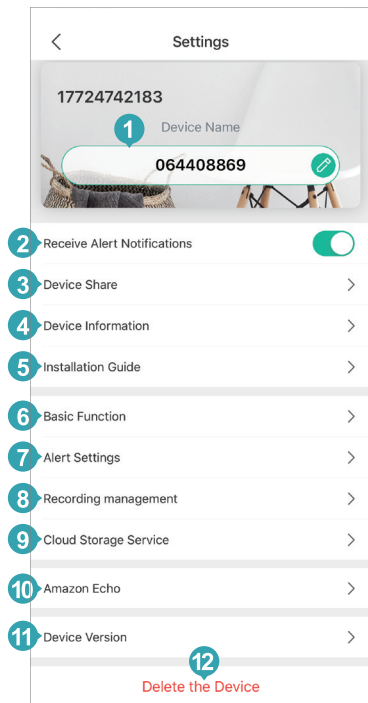 Settings
17724742183
1
Device Name
064408869
2 Receive Alert Notifications
3 Device Share
4 Device Information
5 Installation Guide
6 Basic Function
7 Alert Settings
8 Recording management
9 Cloud Storage Service
10 Amazon Echo
11 Device Version
12
Delete the Device